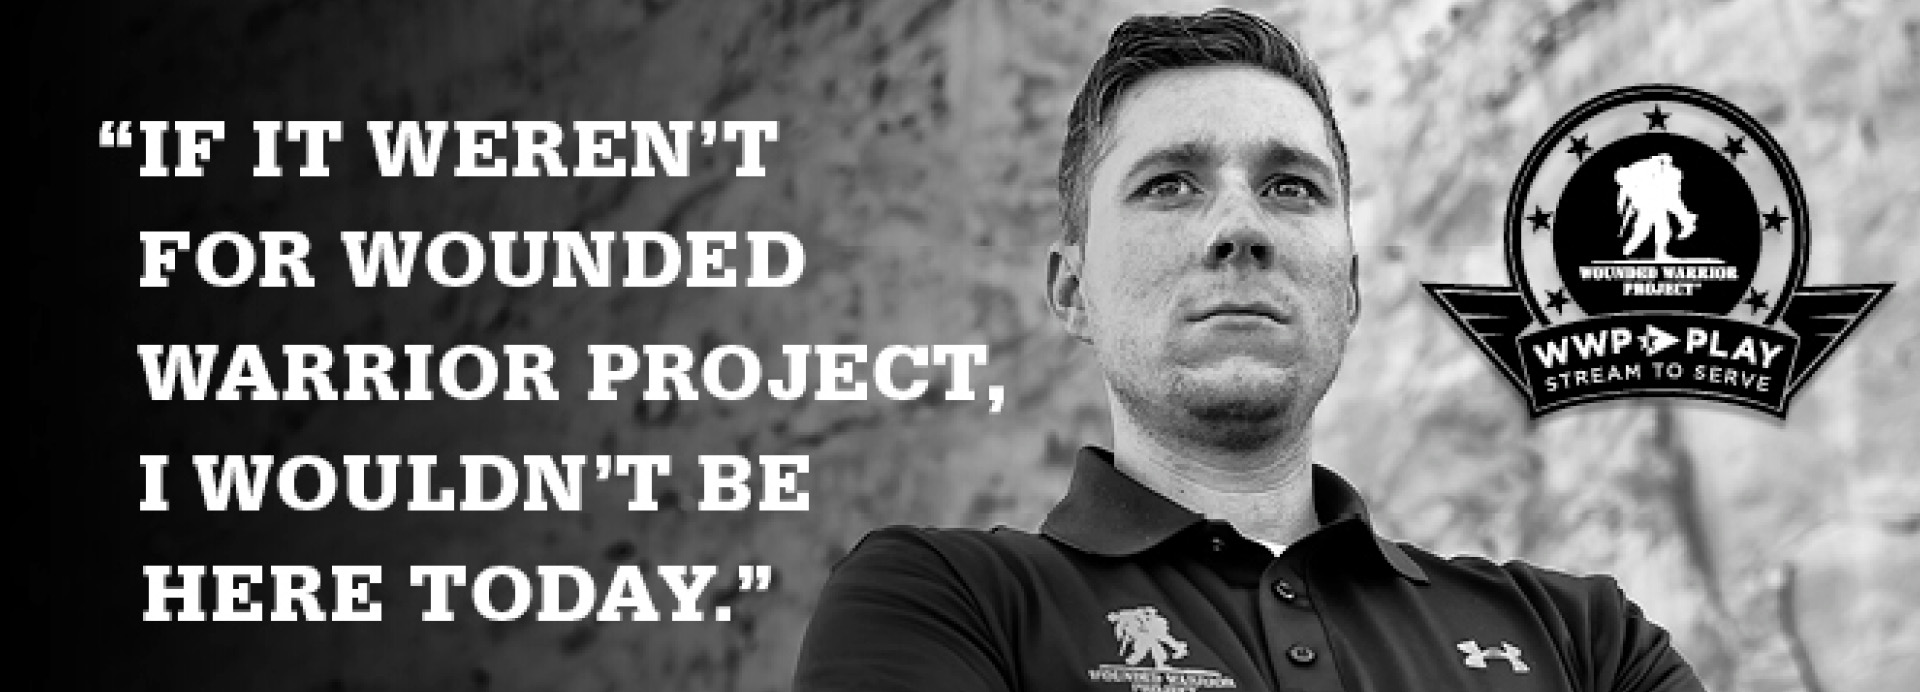 “IF IT WEREN’T
FOR WOUNDED
WARRIOR PROJECT,
I WOULDN’T BE
HERE TODAY.”
WOUNDED WARRIOR
PROJECT®
WWP PLAY
STREAM TO SERVE
WOUNDED WARRIOR
PROJECT